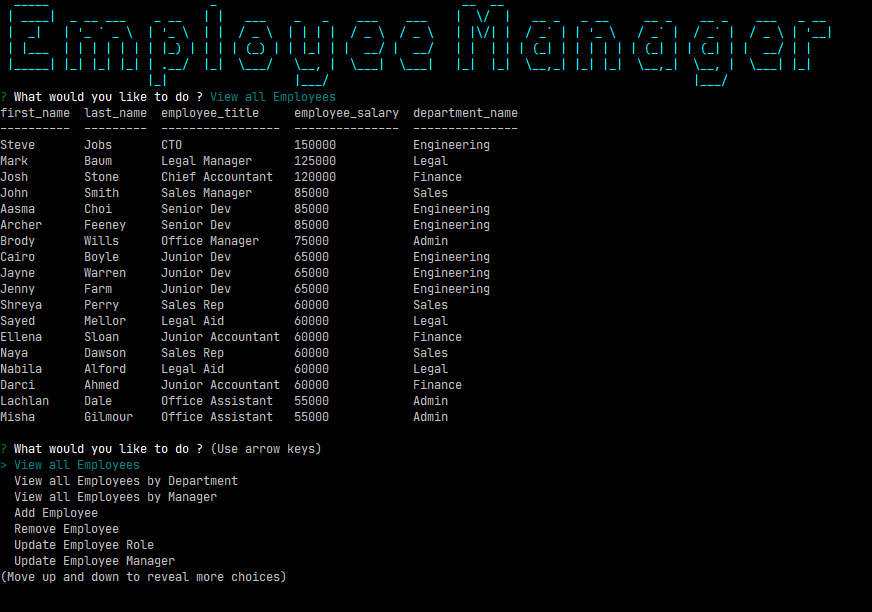 Employee Manager
? What would you like to do ? View all Employees
first_name  last_name  employee_title     employee_salary  department_name
----------  ---------  -----------------  ---------------  ---------------
Steve       Jobs       CTO                150000           Engineering
Mark        Baum       Legal Manager      125000           Legal
Josh        Stone      Chief Accountant   120000           Finance
John        Smith      Sales Manager      85000            Sales
Aasma       Choi       Senior Dev         85000            Engineering
Archer      Feeney     Senior Dev         85000            Engineering
Brody       Wills      Office Manager     75000            Admin
Cairo       Boyle      Junior Dev         65000            Engineering
Jayne       Warren     Junior Dev         65000            Engineering
Jenny       Farm       Junior Dev         65000            Engineering
Shreya      Perry      Sales Rep          60000            Sales
Sayed       Mellor     Legal Aid          60000            Legal
Ellena      Sloan      Junior Accountant  60000            Finance
Naya        Dawson     Sales Rep          60000            Sales
Nabila      Alford     Legal Aid          60000            Legal
Darci       Ahmed      Junior Accountant  60000            Finance
Lachlan     Dale       Office Assistant   55000            Admin
Misha       Gilmour    Office Assistant   55000            Admin
? What would you like to do ? (Use arrow keys)
> View all Employees
  View all Employees by Department
  View all Employees by Manager
  Add Employee
  Remove Employee
  Update Employee Role
  Update Employee Manager
(Move up and down to reveal more choices)